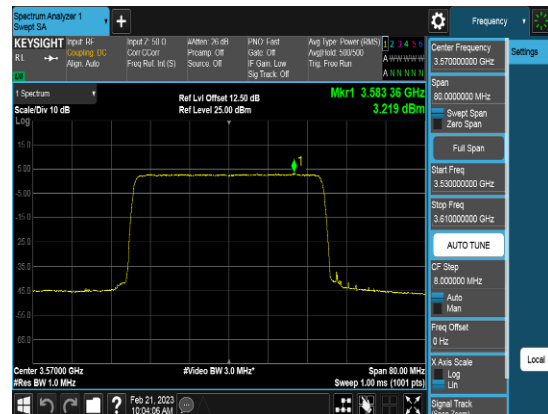 Spectrum Analyzer 1
Swept SA
Frequency
KEYSIGHT
RL
Input: RF
Coupling: DC
Align: Auto
Input Z: 50 Ω
Corr CCorr
Freq Ref: Int (S)
#Atten: 26 dB
Preamp: Off
Source: Off
PNO: Fast
Gate: Off
IF Gain: Low
Sig Track: Off
Avg Type: Power (RMS)
Avg|Hold: 500/500
Trig: Free Run
1 2 3 4 5 6
A W W W W W
A N N N N N
1 Spectrum
Scale/Div 10 dB
Log
Ref Lvl Offset 12.50 dB
Ref Level 25.00 dBm
Mkr1 3.583 36 GHz
3.219 dBm
15.0
5.00
-5.00
-15.0
-25.0
-35.0
-45.0
-55.0
-65.0
1
Center 3.57000 GHz
#Res BW 1.0 MHz
#Video BW 3.0 MHz*
Span 80.00 MHz
Sweep 1.00 ms (1001 pts)
Feb 21, 2023
10:04:06 AM
Center Frequency
3.570000000 GHz
Span
80.0000000 MHz
Swept Span
Zero Span
Full Span
Start Freq
3.530000000 GHz
Stop Freq
3.610000000 GHz
AUTO TUNE
CF Step
8.000000 MHz
Auto
Man
Freq Offset
0 Hz
X Axis Scale
Log
Lin
Signal Track
(Span Zoom)
Settings
Local